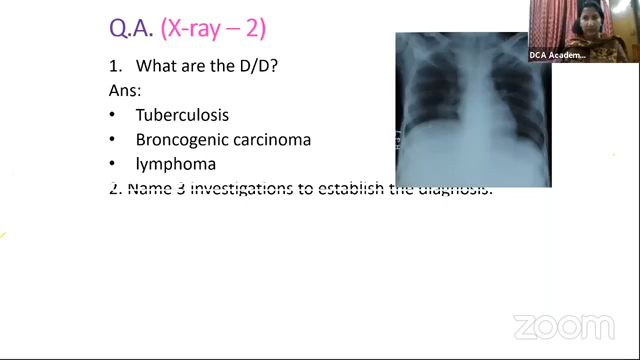 Q.A. (X-ray – 2)
1. What are the D/D?
Ans:
• Tuberculosis
• Broncogenic carcinoma
• lymphoma
2. Name 3 investigations to establish the diagnosis.
DCA Academ...
zoom